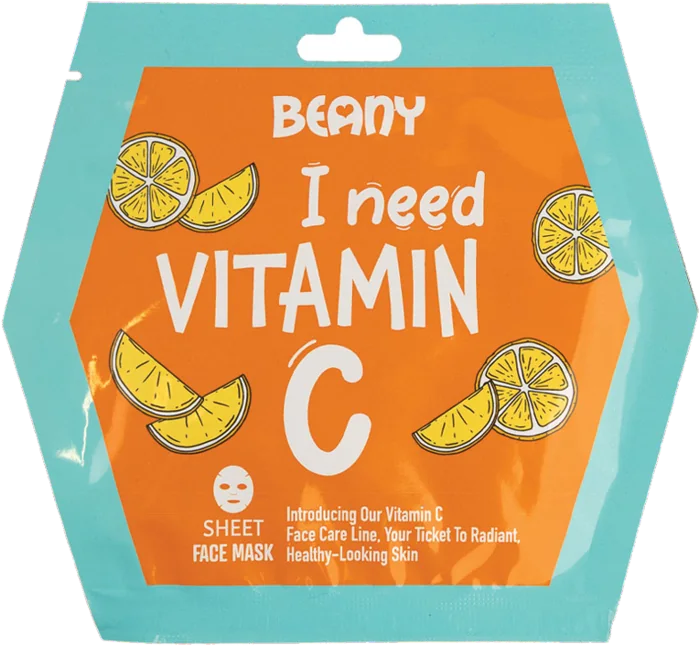 BEANY
I need
VITAMIN
C
SHEET
FACE MASK
Introducing Our Vitamin C
Face Care Line, Your Ticket To Radiant,
Healthy-Looking Skin